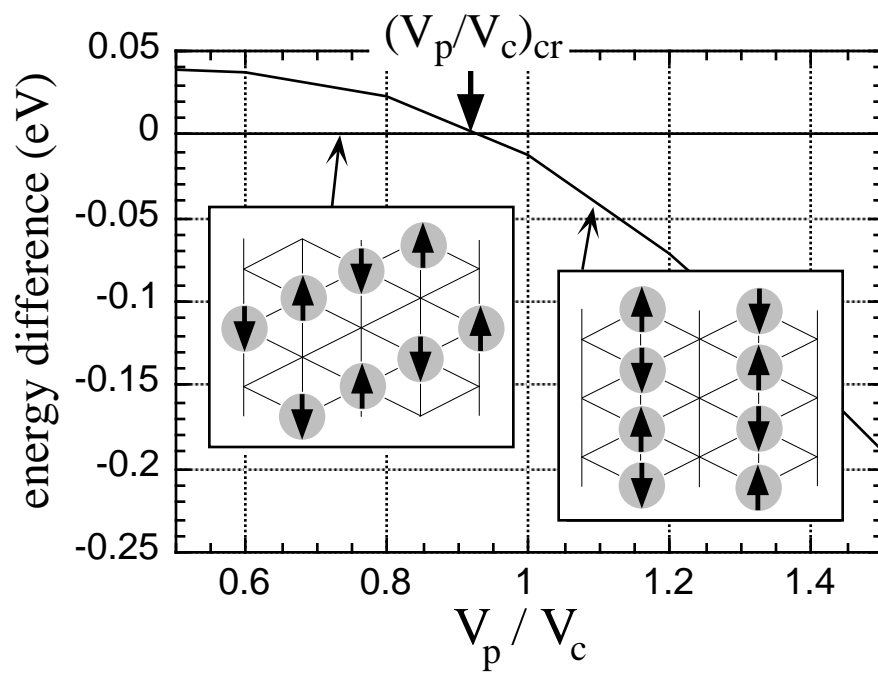 (V_p/V_c)_cr
0.05
0
-0.05
-0.1
-0.15
-0.2
-0.25
energy difference (eV)
0.6 0.8 1 1.2 1.4
V_p / V_c